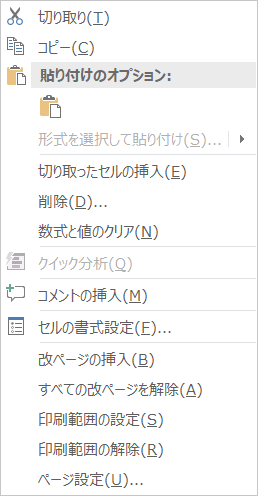 切り取り(T)
コピー(C)
貼り付けのオプション:
形式を選択して貼り付け(S)...
切り取ったセルの挿入(E)
削除(D)...
数式と値のクリア(N)
クイック分析(Q)
コメントの挿入(M)
セルの書式設定(F)...
改ページの挿入(B)
すべての改ページを解除(A)
印刷範囲の設定(S)
印刷範囲の解除(R)
ページ設定(U)...